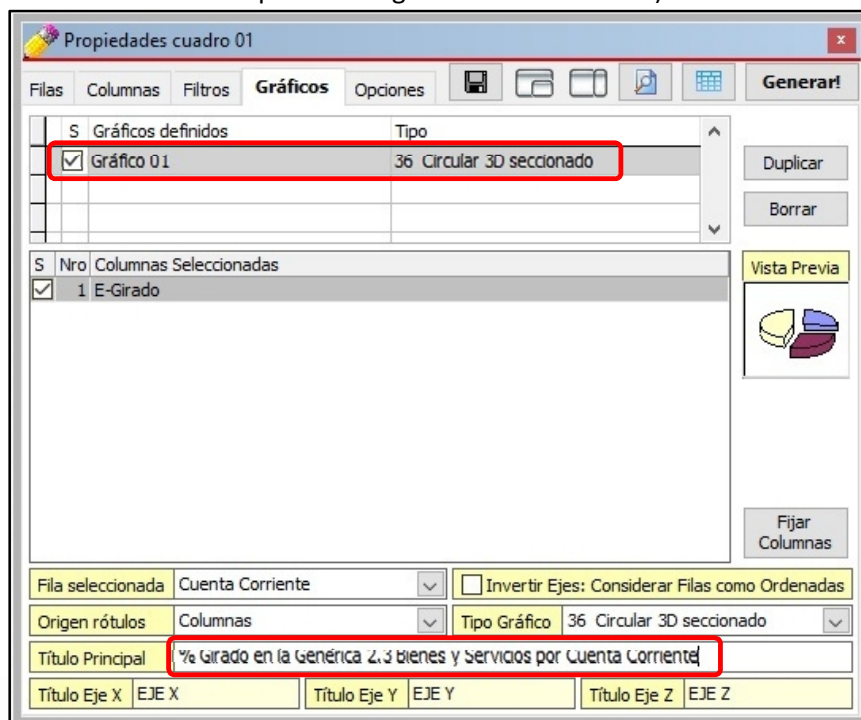 Propiedades cuadro 01
Filas Columnas Filtros Gráficos Opciones Generar!
S Gráficos definidos Tipo
Gráfico 01 36 Circular 3D seccionado
Duplicar
Borrar
S Nro Columnas Seleccionadas
Vista Previa
1 E-Girado
Fijar
Columnas
Fila seleccionada Cuenta Corriente Invertir Ejes: Considerar Filas como Ordenadas
Origen rótulos Columnas Tipo Gráfico 36 Circular 3D seccionado
Título Principal % Girado en la Genérica 2.3 Bienes y Servicios por Cuenta Corriente
Título Eje X EJE X Título Eje Y EJE Y Título Eje Z EJE Z